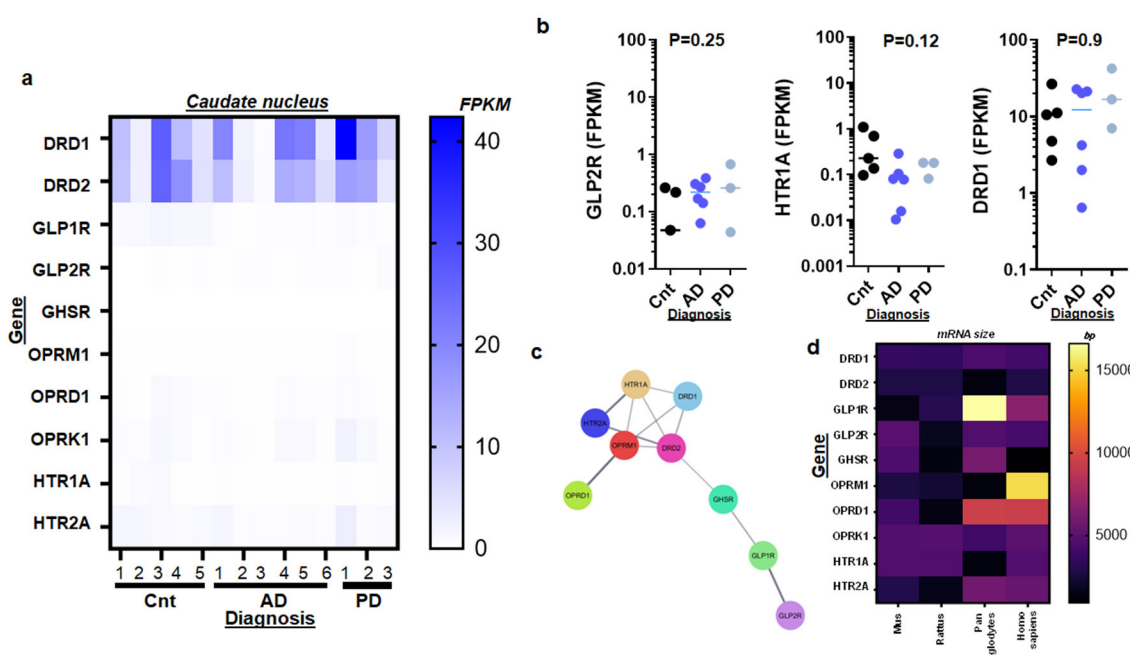 a
Caudate nucleus
FPKM
DRD1
DRD2
GLP1R
GLP2R
GHSR
OPRM1
OPRD1
OPRK1
HTR1A
HTR2A
Gene
40
30
20
10
0
1 2 3 4 5 1 2 3 4 5 6 1 2 3
Cnt AD PD
Diagnosis
b
P=0.25
GLP2R (FPKM)
100
10
1
0.1
0.01
Cnt AD PD
Diagnosis
P=0.12
HTR1A (FPKM)
100
10
1
0.1
0.01
0.001
Cnt AD PD
Diagnosis
P=0.9
DRD1 (FPKM)
100
10
1
0.1
Cnt AD PD
Diagnosis
c
HTR1A
DRD1
HTR2A
OPRM1
DRD2
OPRD1
GHSR
GLP1R
GLP2R
d
mRNA size
bp
DRD1
DRD2
GLP1R
GLP2R
GHSR
OPRM1
OPRD1
OPRK1
HTR1A
HTR2A
Gene
15000
10000
5000
Mus
Rattus
Pan
glodytes
Homo
sapiens